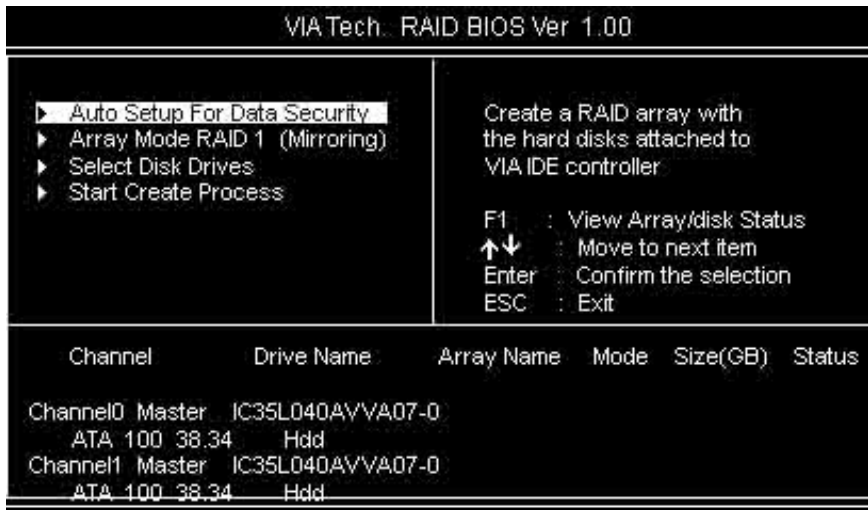 VIA Tech. RAID BIOS Ver 1.00
Auto Setup For Data Security
Array Mode RAID 1 (Mirroring)
Select Disk Drives
Start Create Process
Create a RAID array with
the hard disks attached to
VIA IDE controller
F1 : View Array/disk Status
↑↓ : Move to next item
Enter : Confirm the selection
ESC : Exit
Channel Drive Name Array Name Mode Size(GB) Status
Channel0 Master IC35L040AVVA07-0
ATA 100 38.34 Hdd
Channel1 Master IC35L040AVVA07-0
ATA 100 38.34 Hdd